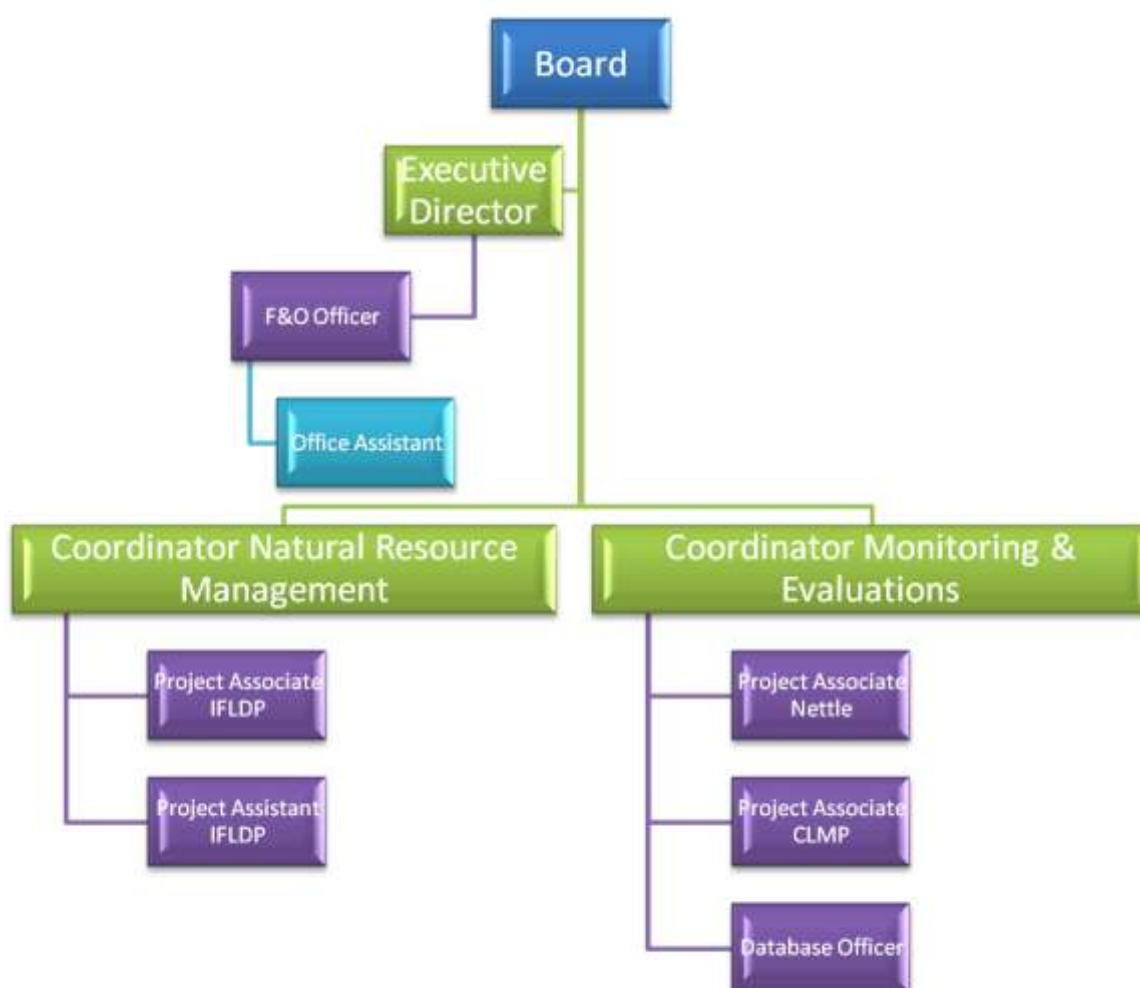 Board
Executive
Director
F&O Officer
Office Assistant
Coordinator Natural Resource
Management
Coordinator Monitoring &
Evaluations
Project Associate
IFLDP
Project Assistant
IFLDP
Project Associate
Nettle
Project Associate
CLMP
Database Officer